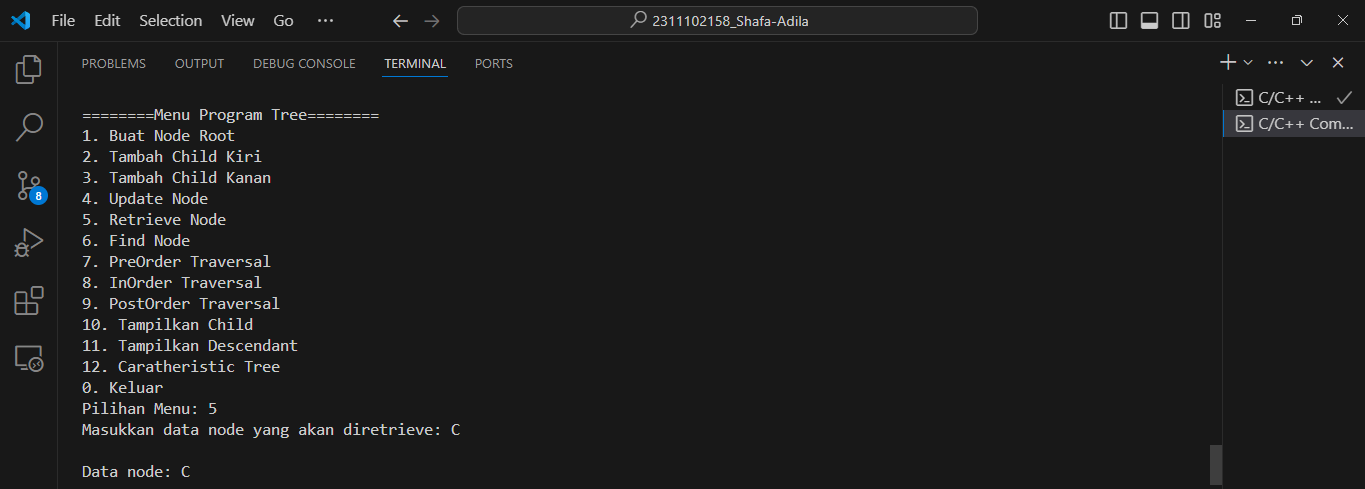 File Edit Selection View Go ... 2311102158_Shafa-Adila
PROBLEMS OUTPUT DEBUG CONSOLE TERMINAL PORTS
C/C++ ...
C/C++ Com...
8
========Menu Program Tree========
1. Buat Node Root
2. Tambah Child Kiri
3. Tambah Child Kanan
4. Update Node
5. Retrieve Node
6. Find Node
7. PreOrder Traversal
8. InOrder Traversal
9. PostOrder Traversal
10. Tampilkan Child
11. Tampilkan Descendant
12. Caratheristic Tree
0. Keluar
Pilihan Menu: 5
Masukkan data node yang akan diretrieve: C
Data node: C